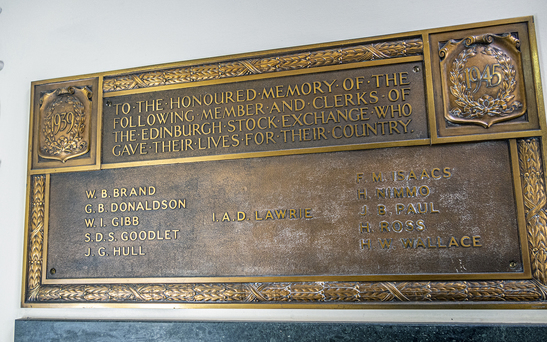 1939
TO·THE·HONOURED·MEMORY·OF·THE
FOLLOWING·MEMBER·AND·CLERKS·OF
THE·EDINBURGH·STOCK·EXCHANGE·WHO
GAVE·THEIR·LIVES·FOR·THEIR·COUNTRY.
1945
W. B. BRAND
G. B. DONALDSON
W. I. GIBB
S.D.S. GOODLET
J. G. HULL
I.A.D. LAWRIE
F. M. ISAACS
H. KIMMO
J. B. PAUL
H. ROSS
H. W. WALLACE